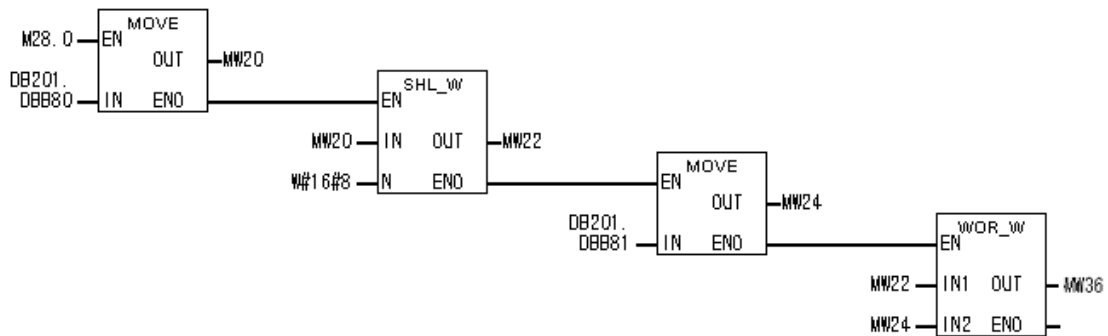 MOVE
M28.0
EN
OUT
MW20
DB201.
DBB80
IN
ENO
SHL_W
EN
MW20
IN
OUT
MW22
W#16#8
N
ENO
MOVE
EN
OUT
MW24
DB201.
DBB81
IN
ENO
WOR_W
EN
MW22
IN1
OUT
MW36
MW24
IN2
ENO